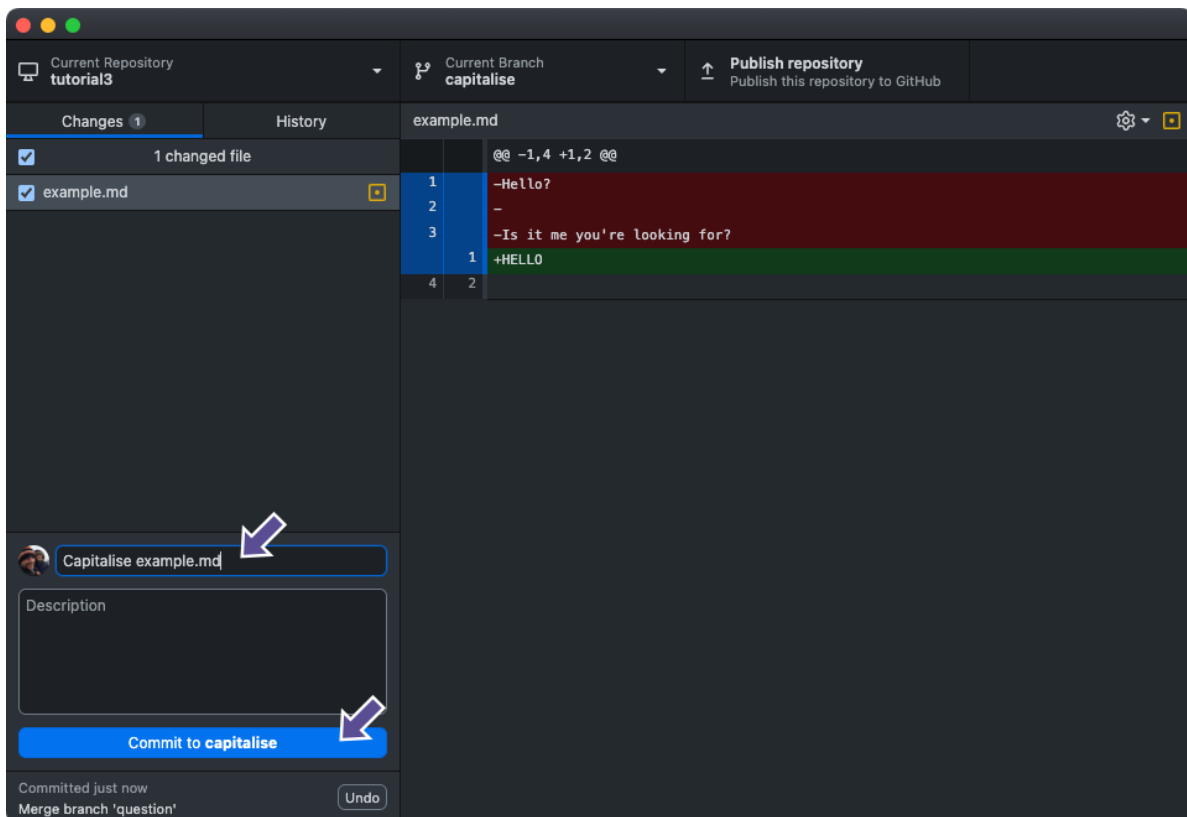 Current Repository
tutorial3
Current Branch
capitalise
Publish repository
Publish this repository to GitHub
Changes 1
History
1 changed file
example.md
Capitalise example.md
Description
Commit to capitalise
Committed just now
Merge branch 'question'
Undo
example.md
@@ -1,4 +1,2 @@
1 -Hello?
2 -
3 -Is it me you're looking for?
1 +HELLO
4 2